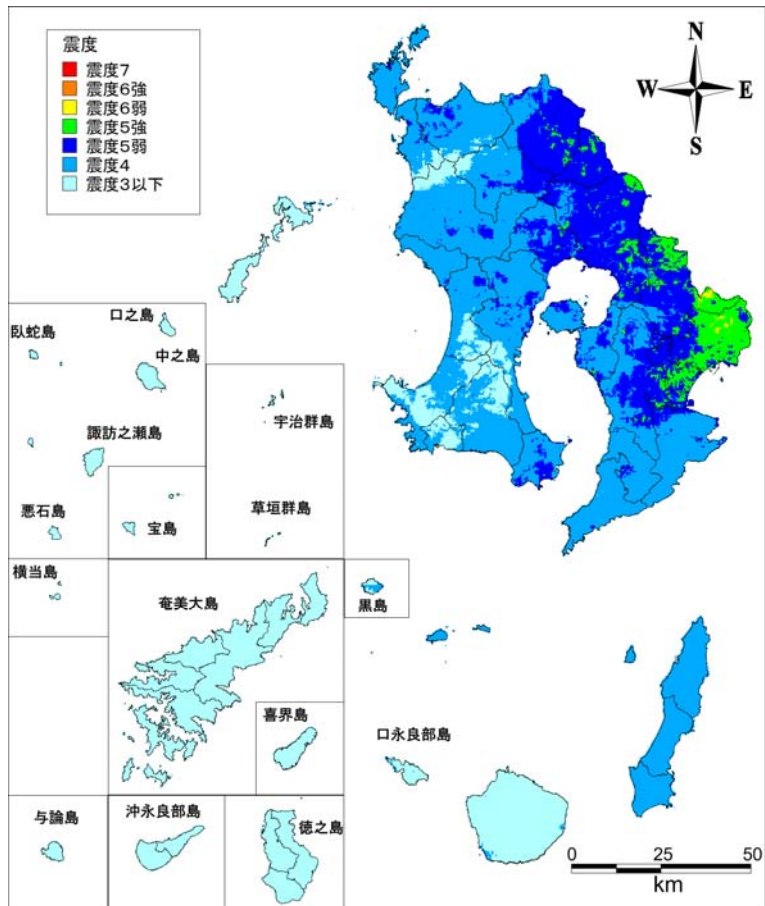 震度
震度7
震度6強
震度6弱
震度5強
震度5弱
震度4
震度3以下
N
W
E
S
口之島
臥蛇島
中之島
宇治群島
諏訪之瀬島
悪石島
宝島
草垣群島
横当島
奄美大島
黒島
喜界島
口永良部島
与論島
沖永良部島
徳之島
0 25 50
km